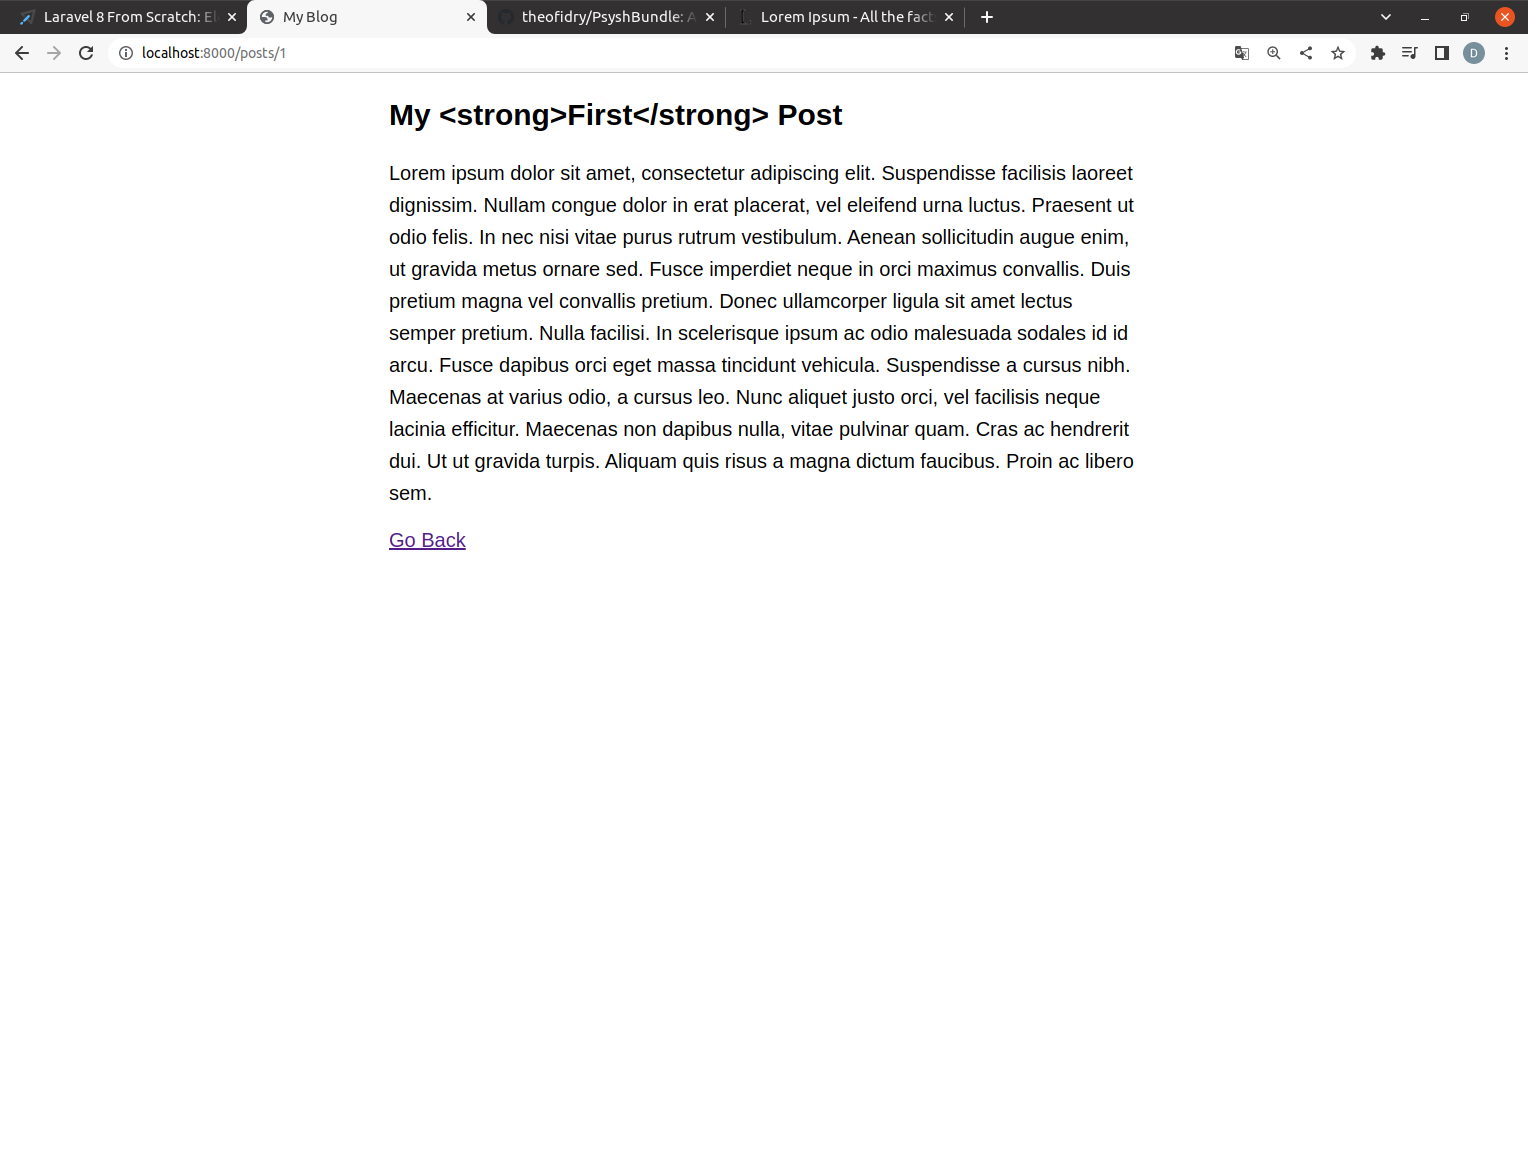 Laravel 8 From Scratch: El
My Blog
theofidry/PsyshBundle: A
Lorem Ipsum - All the fact
localhost:8000/posts/1
D
My <strong>First</strong> Post
Lorem ipsum dolor sit amet, consectetur adipiscing elit. Suspendisse facilisis laoreet
dignissim. Nullam congue dolor in erat placerat, vel eleifend urna luctus. Praesent ut
odio felis. In nec nisi vitae purus rutrum vestibulum. Aenean sollicitudin augue enim,
ut gravida metus ornare sed. Fusce imperdiet neque in orci maximus convallis. Duis
pretium magna vel convallis pretium. Donec ullamcorper ligula sit amet lectus
semper pretium. Nulla facilisi. In scelerisque ipsum ac odio malesuada sodales id id
arcu. Fusce dapibus orci eget massa tincidunt vehicula. Suspendisse a cursus nibh.
Maecenas at varius odio, a cursus leo. Nunc aliquet justo orci, vel facilisis neque
lacinia efficitur. Maecenas non dapibus nulla, vitae pulvinar quam. Cras ac hendrerit
dui. Ut ut gravida turpis. Aliquam quis risus a magna dictum faucibus. Proin ac libero
sem.
Go Back